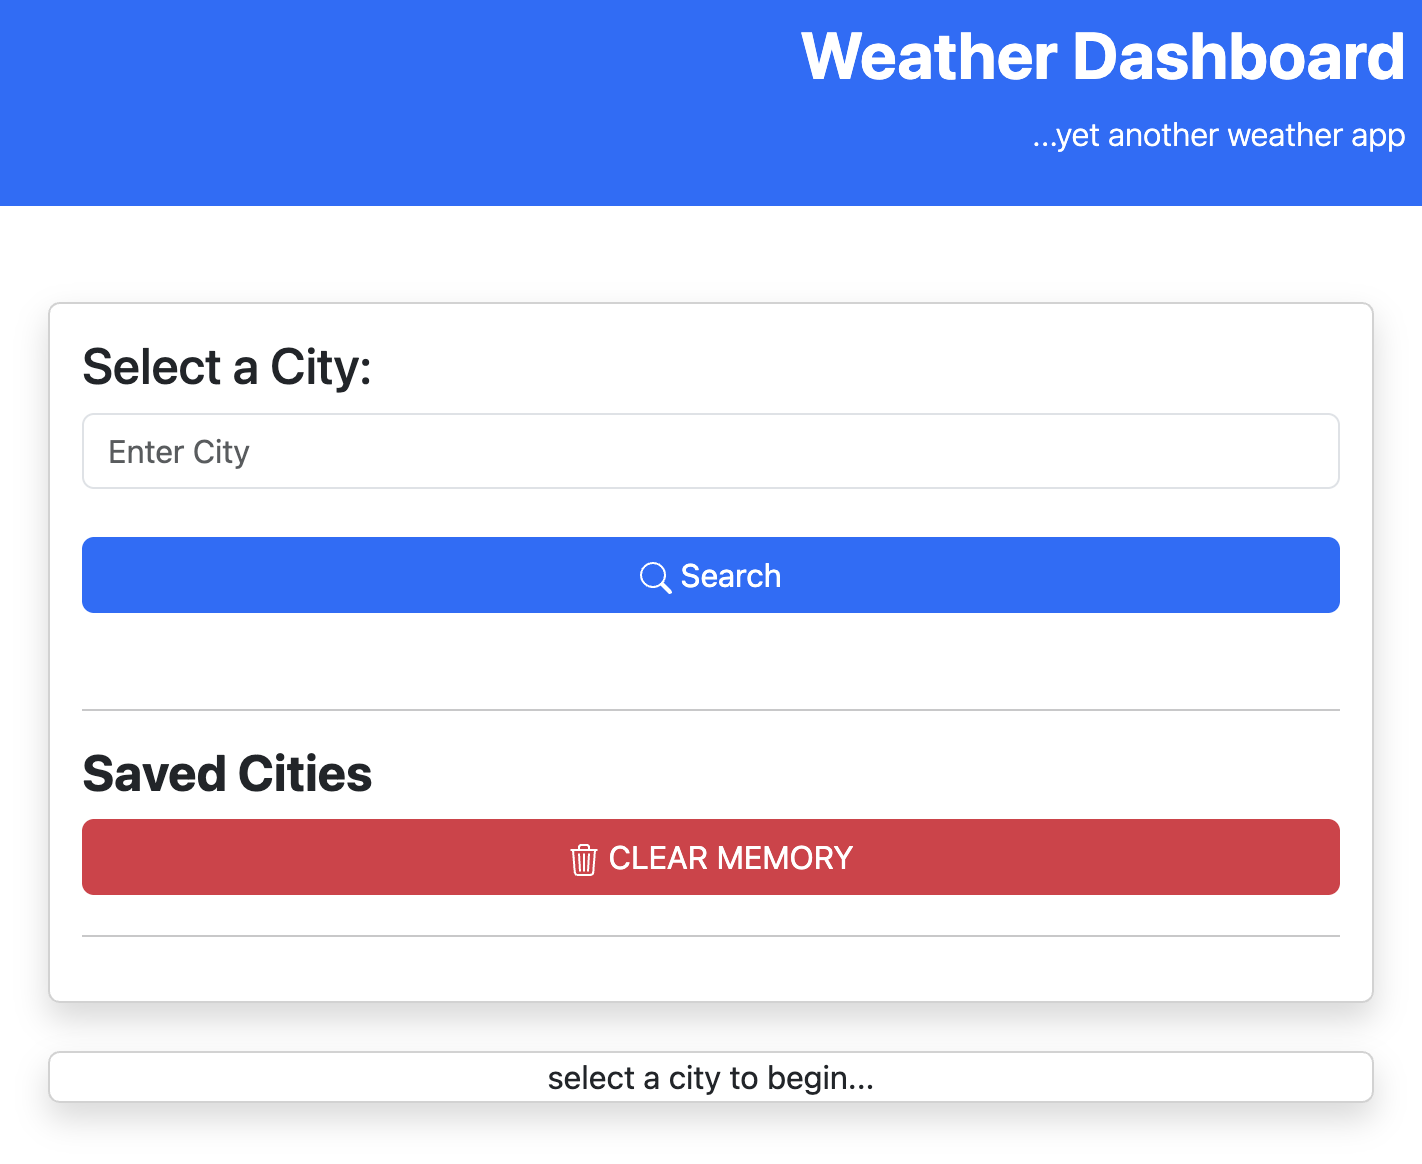 Weather Dashboard
...yet another weather app
Select a City:
Enter City
Search
Saved Cities
CLEAR MEMORY
select a city to begin...